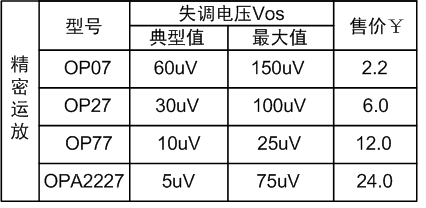 精密运放
型号 失调电压Vos 售价￥
典型值 最大值
OP07 60uV 150uV 2.2
OP27 30uV 100uV 6.0
OP77 10uV 25uV 12.0
OPA2227 5uV 75uV 24.0